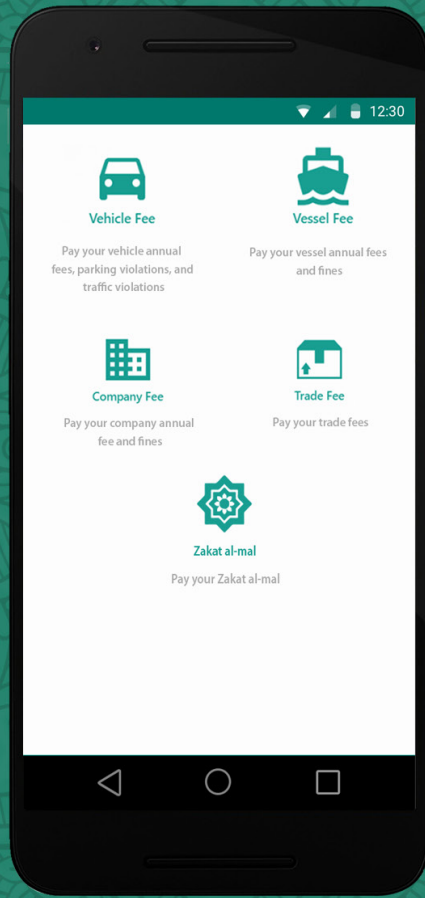 12:30
Vehicle Fee
Pay your vehicle annual
fees, parking violations, and
traffic violations
Vessel Fee
Pay your vessel annual fees
and fines
Company Fee
Pay your company annual
fee and fines
Trade Fee
Pay your trade fees
Zakat al-mal
Pay your Zakat al-mal